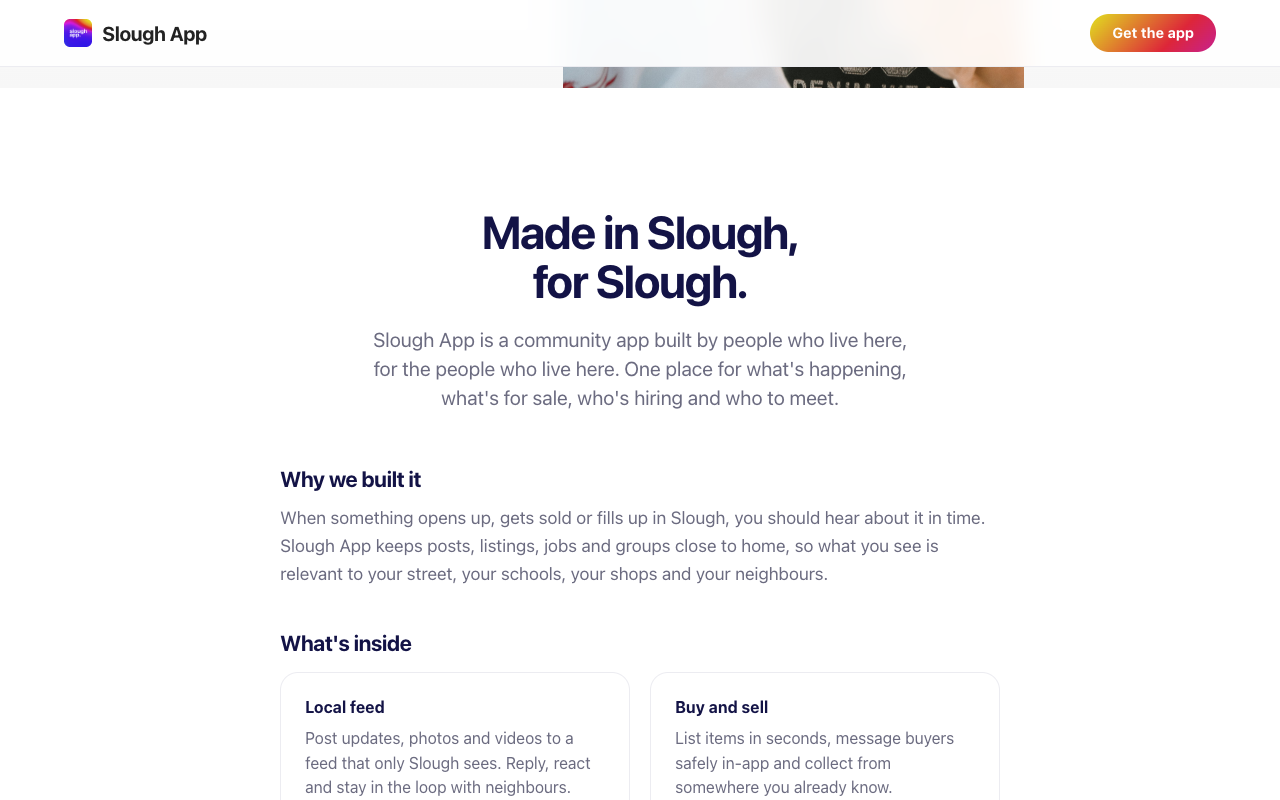 slough
app.
Slough App
Get the app
DENIM WEAR
Made in Slough,
for Slough.
Slough App is a community app built by people who live here,
for the people who live here. One place for what's happening,
what's for sale, who's hiring and who to meet.
Why we built it
When something opens up, gets sold or fills up in Slough, you should hear about it in time.
Slough App keeps posts, listings, jobs and groups close to home, so what you see is
relevant to your street, your schools, your shops and your neighbours.
What's inside
Local feed
Post updates, photos and videos to a
feed that only Slough sees. Reply, react
and stay in the loop with neighbours.
Buy and sell
List items in seconds, message buyers
safely in-app and collect from
somewhere you already know.